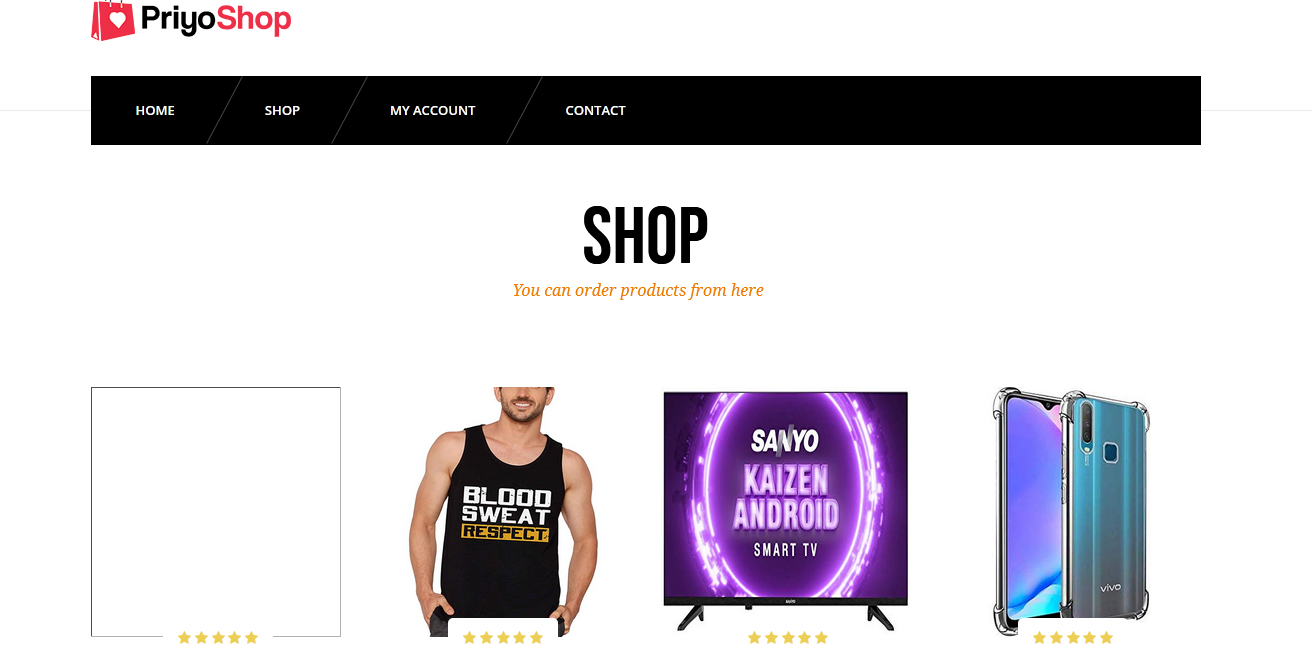 PriyoShop
HOME SHOP MY ACCOUNT CONTACT
SHOP
You can order products from here
BLOOD
SWEAT
RESPECT.
SANYO
KAIZEN
ANDROID
SMART TV
SANYO
vivo